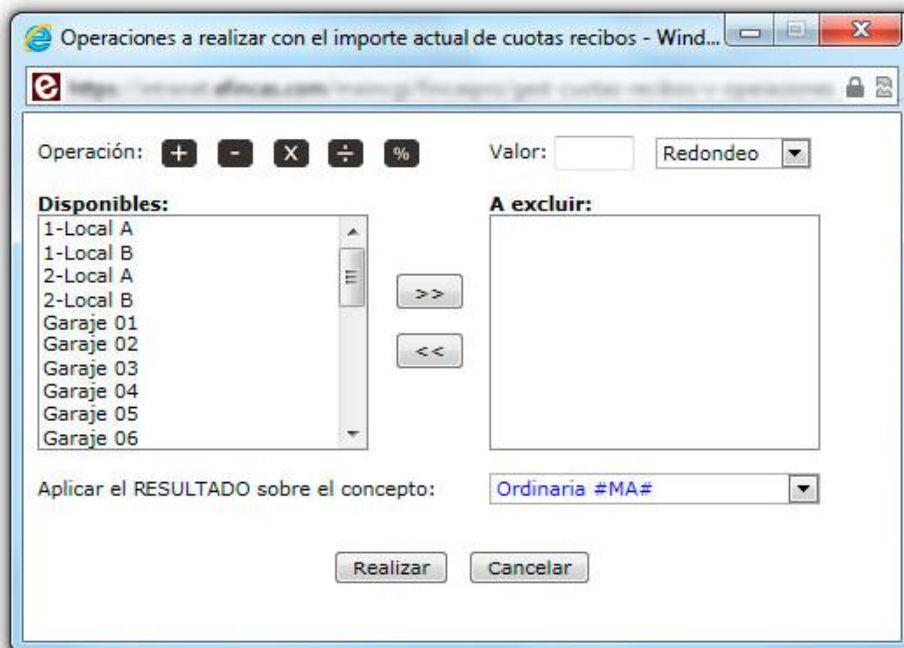 Operaciones a realizar con el importe actual de cuotas recibos - Wind...
Operación: + - X ÷ % Valor: Redondeo
Disponibles: A excluir:
1-Local A
1-Local B
2-Local A
2-Local B
Garaje 01
Garaje 02
Garaje 03
Garaje 04
Garaje 05
Garaje 06
>>
<<
Aplicar el RESULTADO sobre el concepto: Ordinaria #MA#
Realizar Cancelar